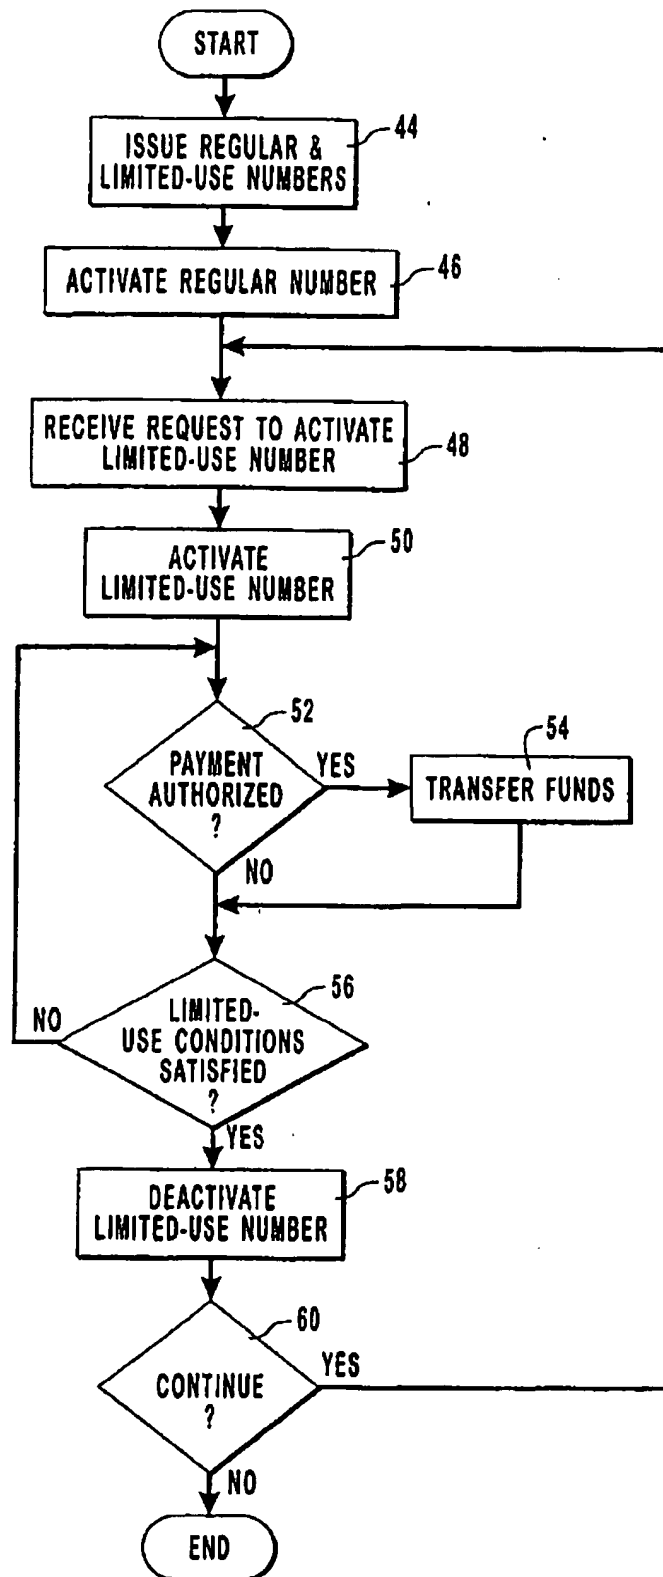 START
44
ISSUE REGULAR &
LIMITED-USE NUMBERS
46
ACTIVATE REGULAR NUMBER
RECEIVE REQUEST TO ACTIVATE
LIMITED-USE NUMBER
48
50
ACTIVATE
LIMITED-USE NUMBER
52
PAYMENT
AUTHORIZED
?
YES
54
TRANSFER FUNDS
NO
56
LIMITED-
USE CONDITIONS
SATISFIED
?
NO
YES
58
DEACTIVATE
LIMITED-USE NUMBER
60
CONTINUE
?
YES
NO
END